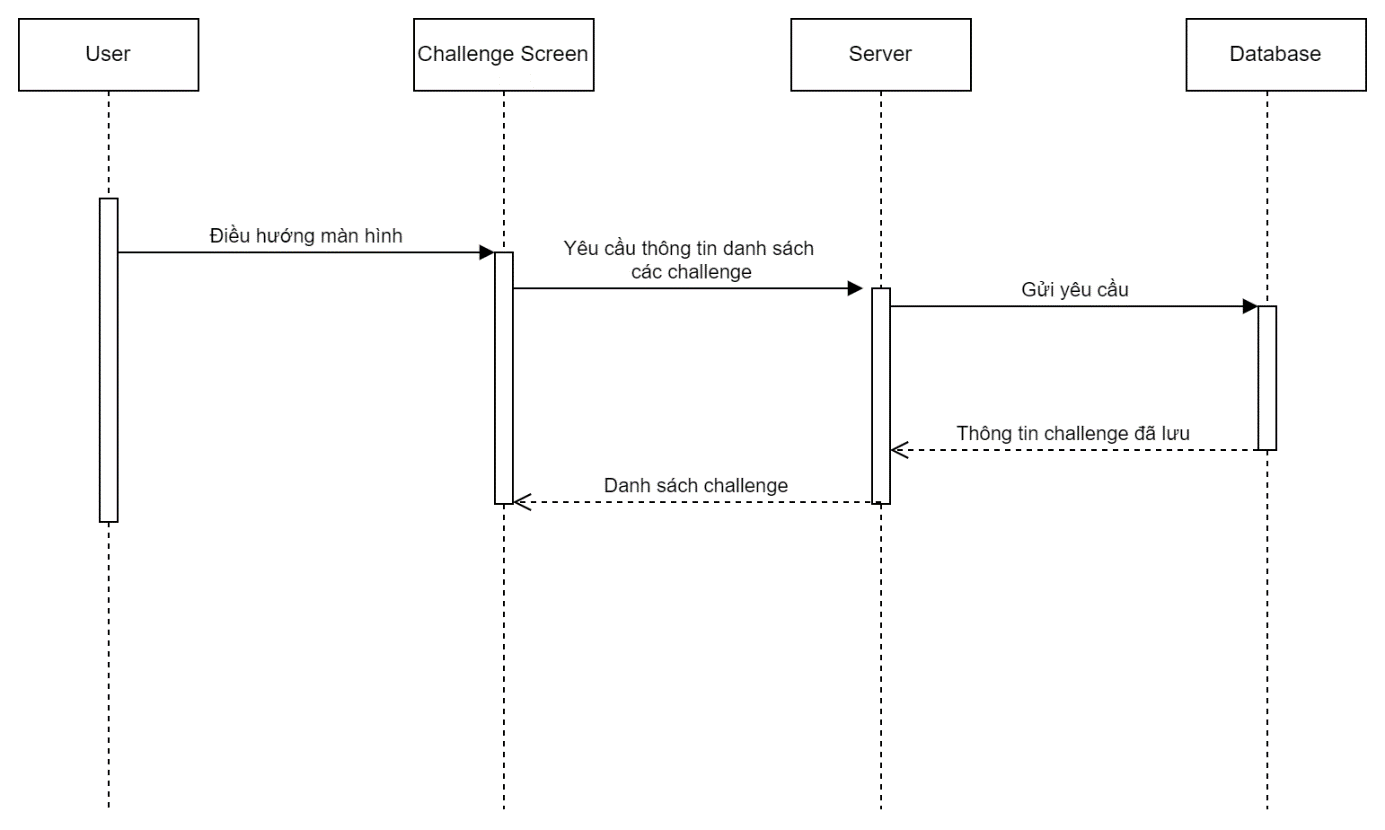 User
Challenge Screen
Server
Database
Điều hướng màn hình
Yêu cầu thông tin danh sách
các challenge
Gửi yêu cầu
Thông tin challenge đã lưu
Danh sách challenge